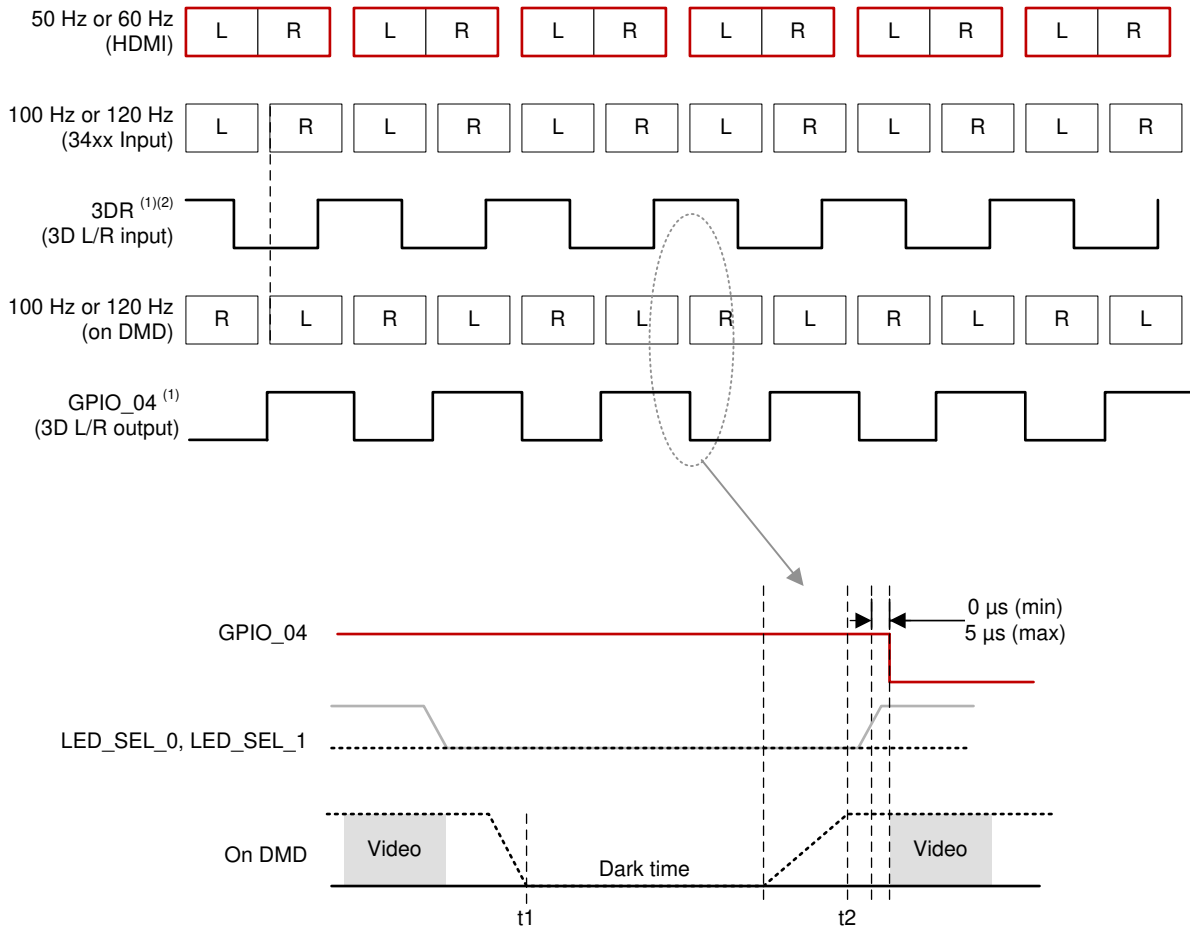 50 Hz or 60 Hz
(HDMI)
L R L R L R L R L R L R
100 Hz or 120 Hz
(34xx Input)
L R L R L R L R L R L R
3DR (1)(2)
(3D L/R input)
100 Hz or 120 Hz
(on DMD)
R L R L R L R L R L R L
GPIO_04 (1)
(3D L/R output)
0 µs (min)
5 µs (max)
GPIO_04
LED_SEL_0, LED_SEL_1
On DMD
Video
Dark time
Video
t1
t2